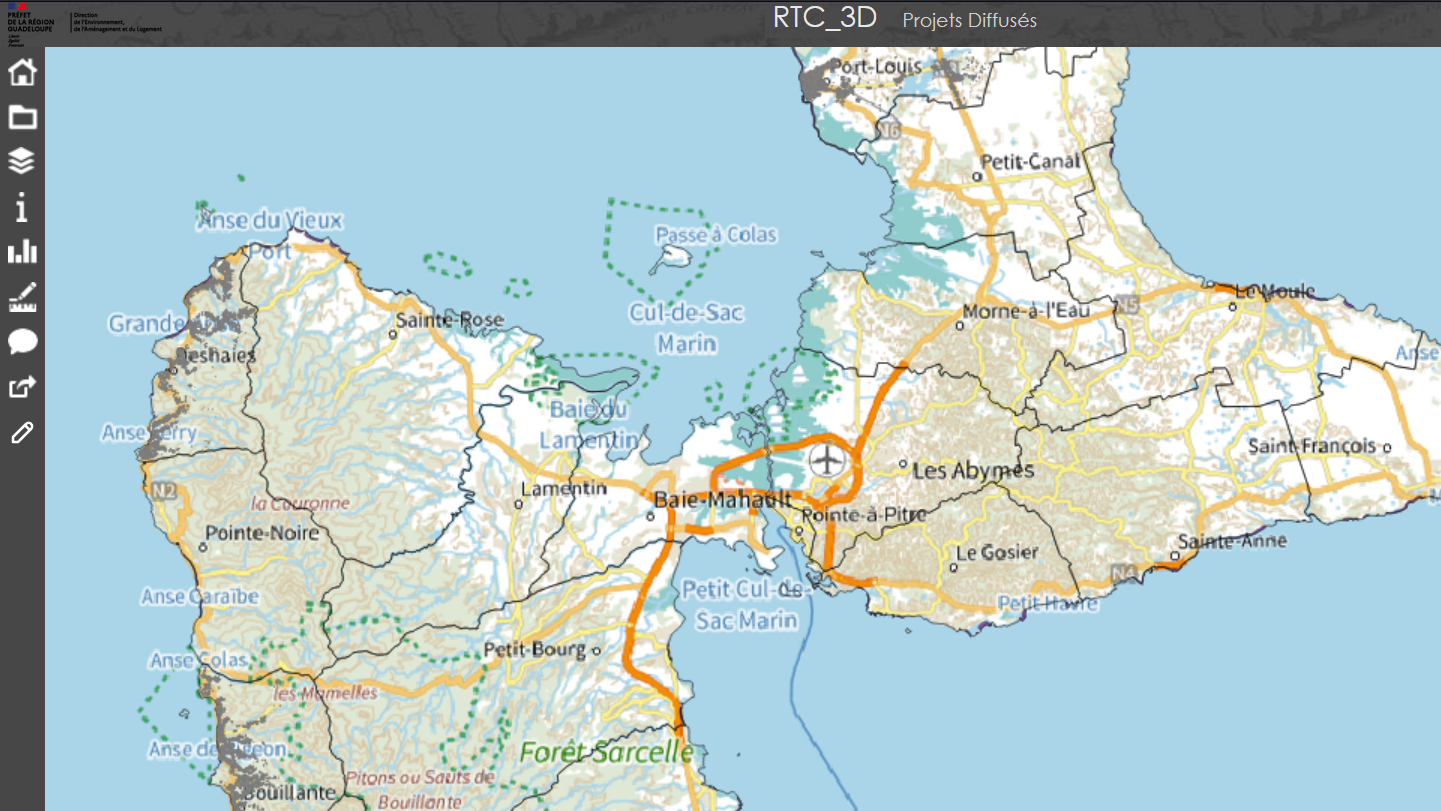 PRÉFET
DE LA RÉGION
GUADELOUPE
Liberté
Égalité
Fraternité
Direction
de l'Environnement,
de l'Aménagement et du Logement
RTC_3D
Projets Diffusés
Port-Louis
N6
Petit-Canal
Anse du Vieux
Port
Passe à Colas
Cul-de-Sac
Marin
Le Moule
N5
Morne-à-l'Eau
Grande
Sainte-Rose
Deshaies
Anse
Baie du
Lamentin
Anse Ferry
Saint-François
Les Abymes
N2
la Couronne
Lamentin
Baie-Mahault
Pointe-à-Pitre
Pointe-Noire
Le Gosier
Sainte-Anne
N4
Anse Caraïbe
Petit Cul-de-
Sac Marin
Petit Havre
Anse Colas
Petit-Bourg
les Mamelles
Anse de
Forêt Sarcelle
Pitons ou Sauts de
Bouillante
Bouillante